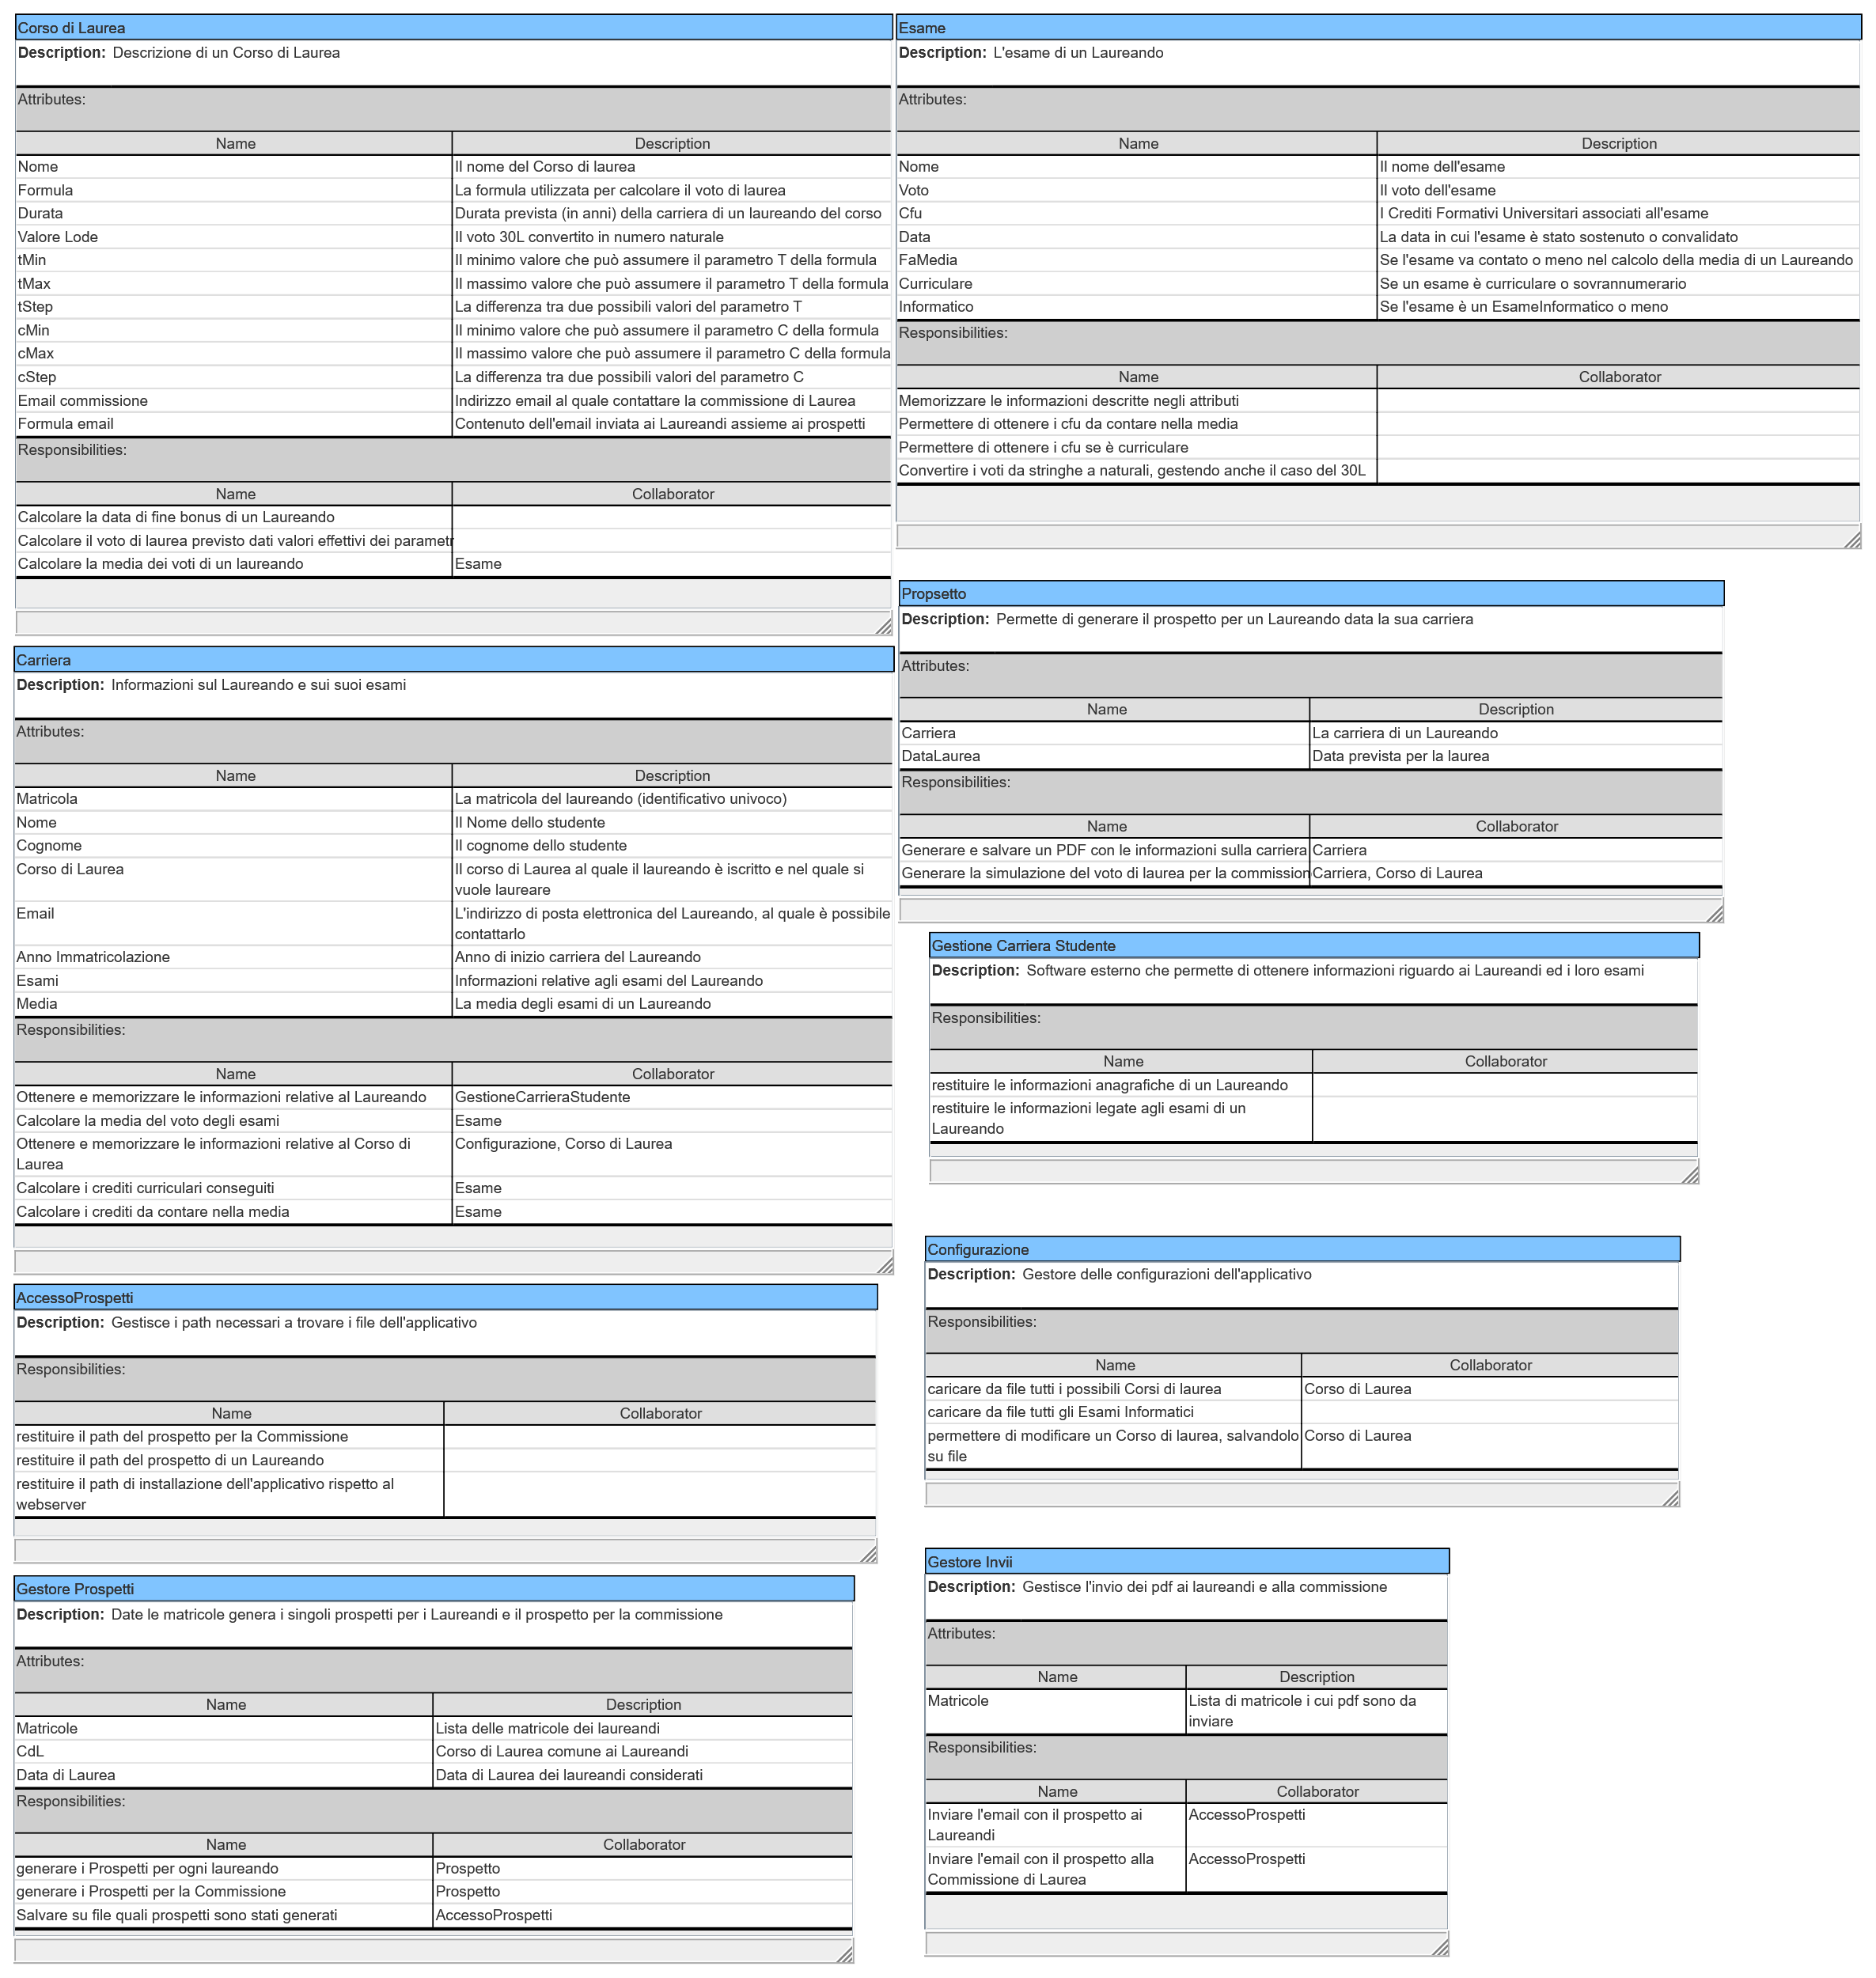 Corso di Laurea
Description: Descrizione di un Corso di Laurea
Attributes:
Name Description
Nome Il nome del Corso di laurea
Formula La formula utilizzata per calcolare il voto di laurea
Durata Durata prevista (in anni) della carriera di un laureando del corso
Valore Lode Il voto 30L convertito in numero naturale
tMin Il minimo valore che può assumere il parametro T della formula
tMax Il massimo valore che può assumere il parametro T della formula
tStep La differenza tra due possibili valori del parametro T
cMin Il minimo valore che può assumere il parametro C della formula
cMax Il massimo valore che può assumere il parametro C della formula
cStep La differenza tra due possibili valori del parametro C
Email commissione Indirizzo email al quale contattare la commissione di Laurea
Formula email Contenuto dell'email inviata ai Laureandi assieme ai prospetti
Responsibilities:
Name Collaborator
Calcolare la data di fine bonus di un Laureando
Calcolare il voto di laurea previsto dati valori effettivi dei parametr
Calcolare la media dei voti di un laureando Esame
Esame
Description: L'esame di un Laureando
Attributes:
Name Description
Nome Il nome dell'esame
Voto Il voto dell'esame
Cfu I Crediti Formativi Universitari associati all'esame
Data La data in cui l'esame è stato sostenuto o convalidato
FaMedia Se l'esame va contato o meno nel calcolo della media di un Laureando
Curriculare Se un esame è curriculare o sovrannumerario
Informatico Se l'esame è un EsameInformatico o meno
Responsibilities:
Name Collaborator
Memorizzare le informazioni descritte negli attributi
Permettere di ottenere i cfu da contare nella media
Permettere di ottenere i cfu se è curriculare
Convertire i voti da stringhe a naturali, gestendo anche il caso del 30L
Propsetto
Description: Permette di generare il prospetto per un Laureando data la sua carriera
Attributes:
Name Description
Carriera La carriera di un Laureando
DataLaurea Data prevista per la laurea
Responsibilities:
Name Collaborator
Generare e salvare un PDF con le informazioni sulla carriera Carriera
Generare la simulazione del voto di laurea per la commission Carriera, Corso di Laurea
Carriera
Description: Informazioni sul Laureando e sui suoi esami
Attributes:
Name Description
Matricola La matricola del laureando (identificativo univoco)
Nome Il Nome dello studente
Cognome Il cognome dello studente
Corso di Laurea Il corso di Laurea al quale il laureando è iscritto e nel quale si
vuole laureare
Email L'indirizzo di posta elettronica del Laureando, al quale è possibile
contattarlo
Anno Immatricolazione Anno di inizio carriera del Laureando
Esami Informazioni relative agli esami del Laureando
Media La media degli esami di un Laureando
Responsibilities:
Name Collaborator
Ottenere e memorizzare le informazioni relative al Laureando GestioneCarrieraStudente
Calcolare la media del voto degli esami Esame
Ottenere e memorizzare le informazioni relative al Corso di Configurazione, Corso di Laurea
Laurea
Calcolare i crediti curriculari conseguiti Esame
Calcolare i crediti da contare nella media Esame
Gestione Carriera Studente
Description: Software esterno che permette di ottenere informazioni riguardo ai Laureandi ed i loro esami
Responsibilities:
Name Collaborator
restituire le informazioni anagrafiche di un Laureando
restituire le informazioni legate agli esami di un
Laureando
Configurazione
Description: Gestore delle configurazioni dell'applicativo
Responsibilities:
Name Collaborator
caricare da file tutti i possibili Corsi di laurea Corso di Laurea
caricare da file tutti gli Esami Informatici
permettere di modificare un Corso di laurea, salvandolo Corso di Laurea
su file
AccessoProspetti
Description: Gestisce i path necessari a trovare i file dell'applicativo
Responsibilities:
Name Collaborator
restituire il path del prospetto per la Commissione
restituire il path del prospetto di un Laureando
restituire il path di installazione dell'applicativo rispetto al
webserver
Gestore Prospetti
Description: Date le matricole genera i singoli prospetti per i Laureandi e il prospetto per la commissione
Attributes:
Name Description
Matricole Lista delle matricole dei laureandi
CdL Corso di Laurea comune ai Laureandi
Data di Laurea Data di Laurea dei laureandi considerati
Responsibilities:
Name Collaborator
generare i Prospetti per ogni laureando Prospetto
generare i Prospetti per la Commissione Prospetto
Salvare su file quali prospetti sono stati generati AccessoProspetti
Gestore Invii
Description: Gestisce l'invio dei pdf ai laureandi e alla commissione
Attributes:
Name Description
Matricole Lista di matricole i cui pdf sono da
inviare
Responsibilities:
Name Collaborator
Inviare l'email con il prospetto ai AccessoProspetti
Laureandi
Inviare l'email con il prospetto alla AccessoProspetti
Commissione di Laurea